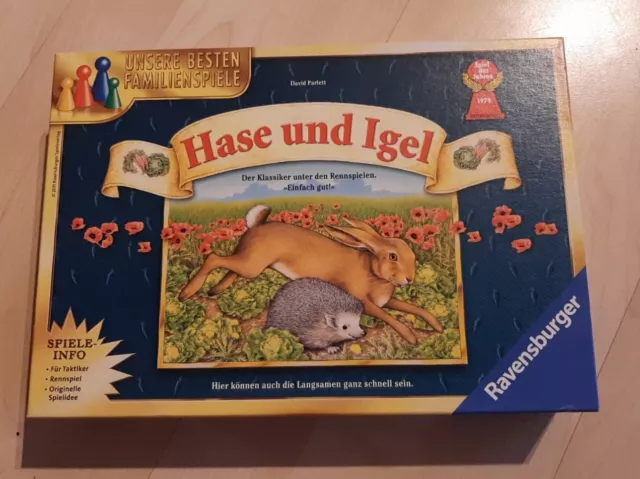 UNSERE BESTEN
FAMILIENSPIELE
David Parlett
Spiel
des
Jahres
1979
Hase und Igel
Der Klassiker unter den Rennspielen.
»Einfach gut!«
SPIELE-
INFO
• Für Taktiker
• Rennspiel
• Originelle
Spielidee
Hier können auch die Langsamen ganz schnell sein.
Ravensburger